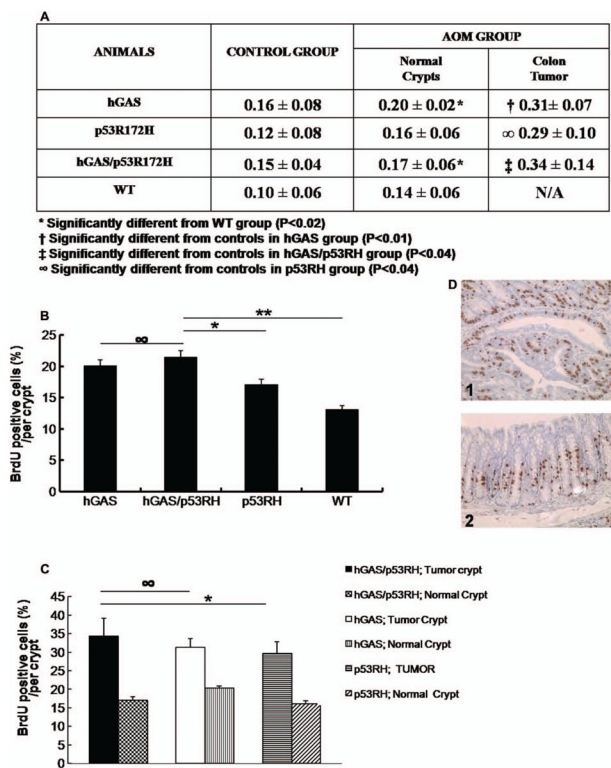 A
ANIMALS CONTROL GROUP AOM GROUP
Normal Crypts Colon Tumor
hGAS 0.16 ± 0.08 0.20 ± 0.02* † 0.31± 0.07
p53R172H 0.12 ± 0.08 0.16 ± 0.06 ∞ 0.29 ± 0.10
hGAS/p53R172H 0.15 ± 0.04 0.17 ± 0.06* ‡ 0.34 ± 0.14
WT 0.10 ± 0.06 0.14 ± 0.06 N/A
* Significantly different from WT group (P<0.02)
† Significantly different from controls in hGAS group (P<0.01)
‡ Significantly different from controls in hGAS/p53RH group (P<0.04)
∞ Significantly different from controls in p53RH group (P<0.04)
B
BrdU positive cells (%)
/per crypt
25
20
15
10
5
0
∞
*
**
hGAS hGAS/p53RH p53RH WT
D
1
2
C
BrdU positive cells (%)
/per crypt
45
40
35
30
25
20
15
10
5
0
∞
*
hGAS/p53RH; Tumor crypt
hGAS/p53RH; Normal Crypt
hGAS; Tumor Crypt
hGAS; Normal Crypt
p53RH; TUMOR
p53RH; Normal Crypt